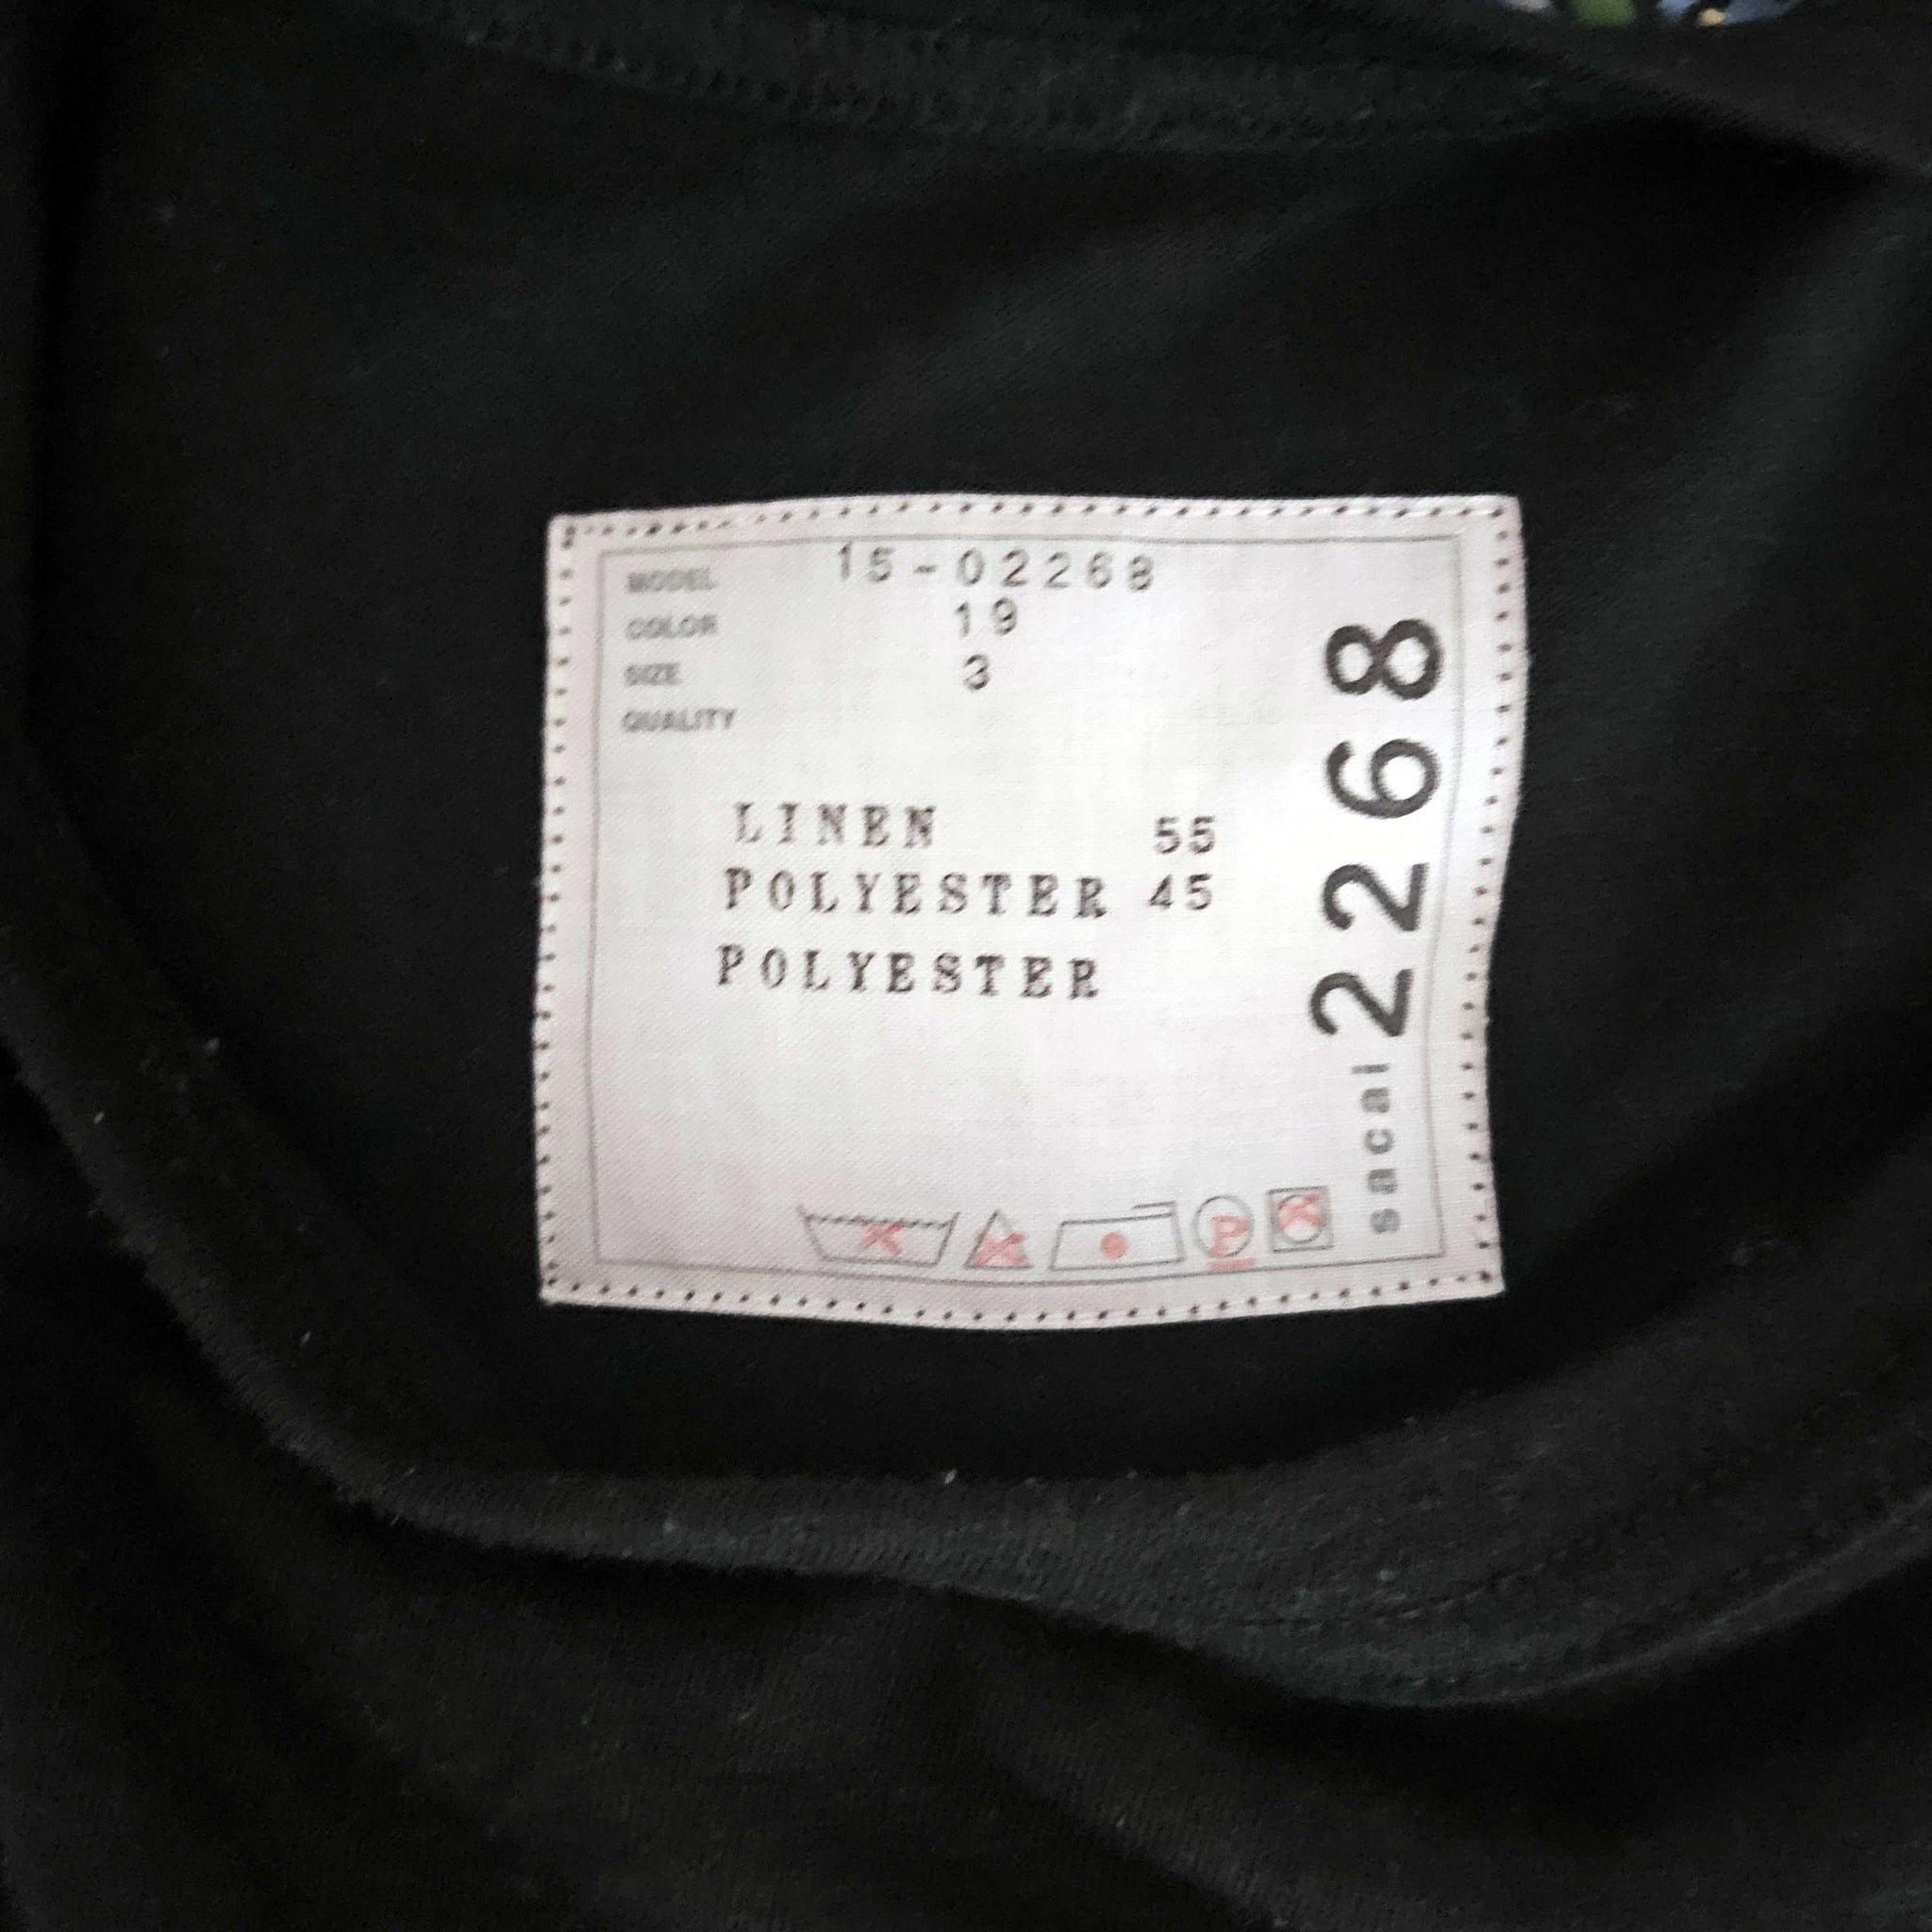 MODEL 15-02268
COLOR 19
SIZE 3
QUALITY
LINEN 55
POLYESTER 45
POLYESTER
P
sacai 2268